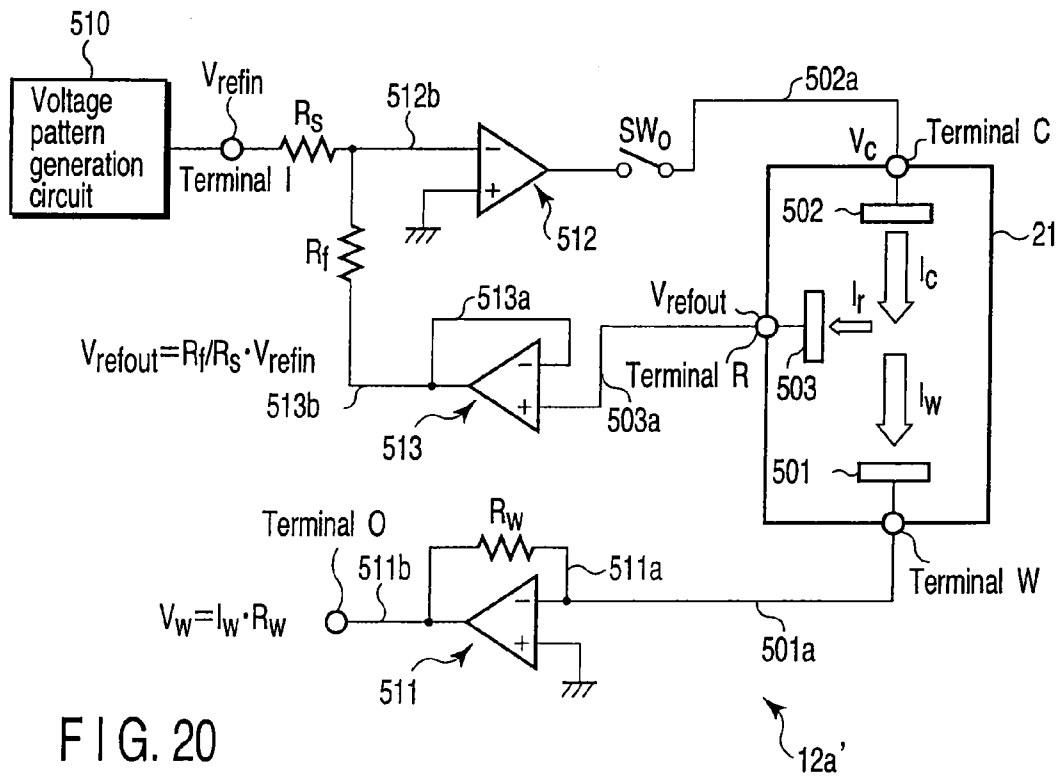 510
Voltage
pattern
generation
circuit
Vrefin
Terminal I
Rs
512b
512
SWo
502a
Vc
Terminal C
502
21
Ic
Rf
Vrefout
Ir
503
Terminal R
513a
Vrefout=Rf/Rs·Vrefin
513b
513
503a
Iw
501
Terminal W
Terminal O
Rw
511b
511a
Vw=Iw·Rw
501a
511
FIG. 20
12a'
−
+
−
+
−
+